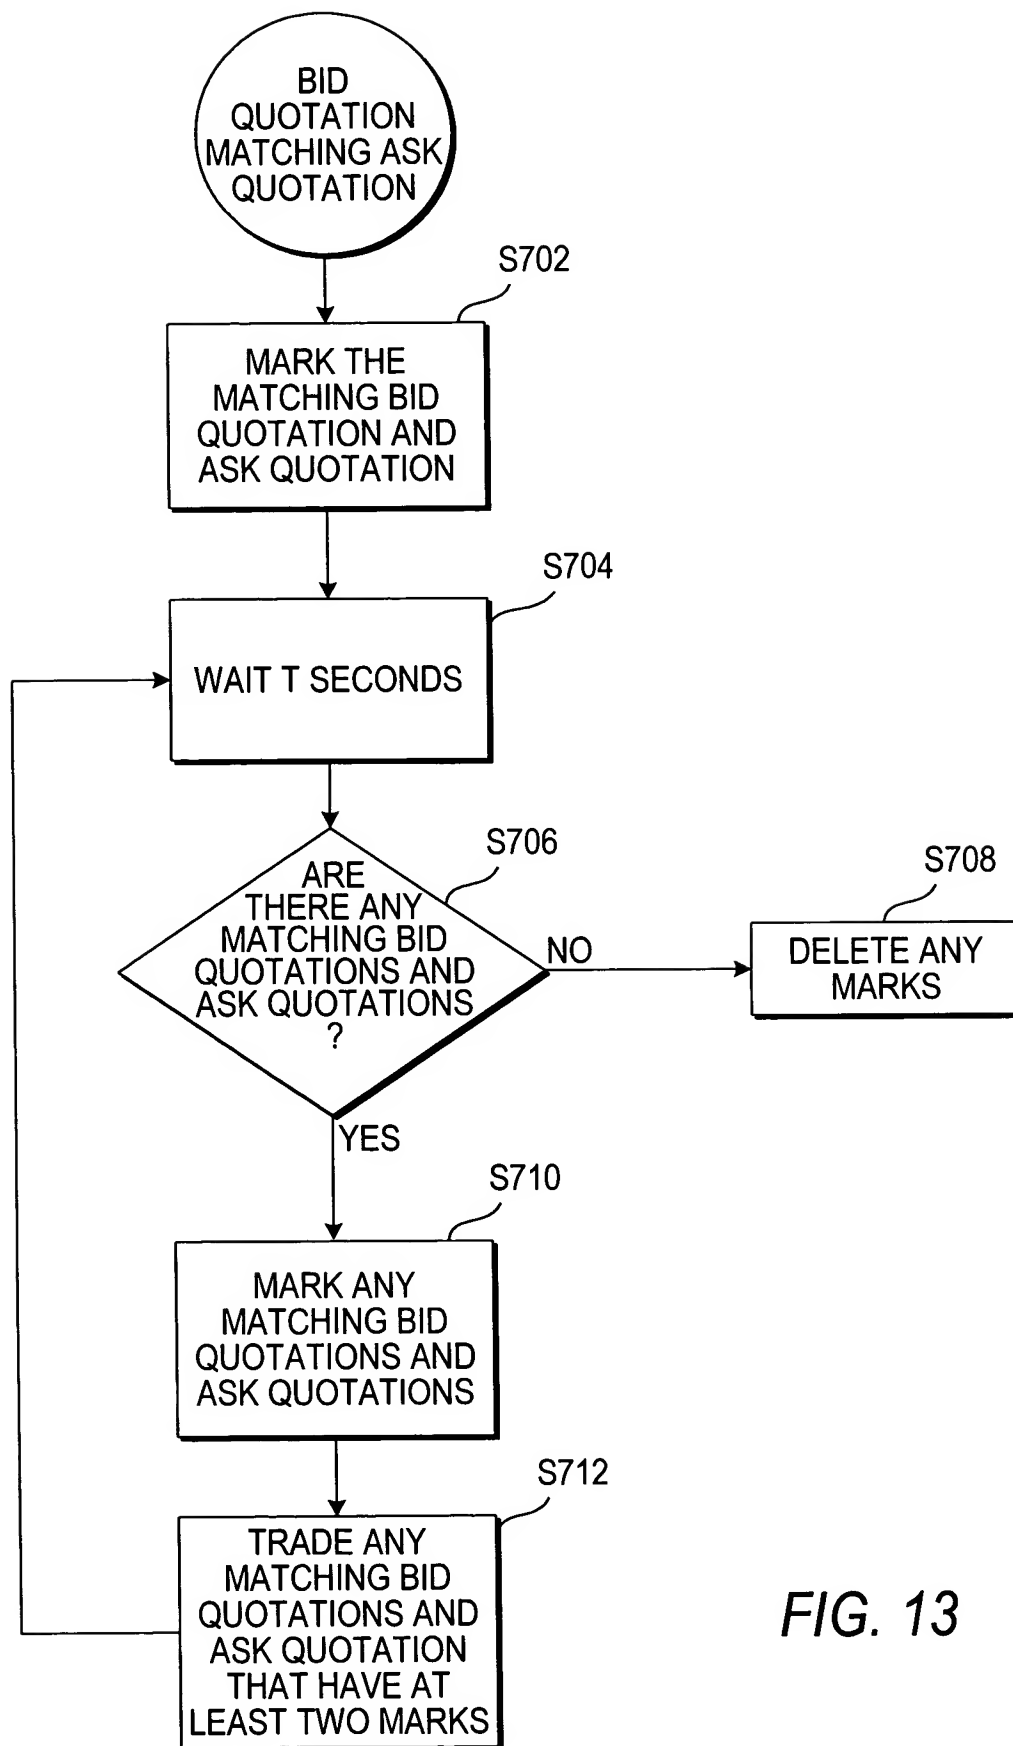 BID
QUOTATION
MATCHING ASK
QUOTATION
S702
MARK THE
MATCHING BID
QUOTATION AND
ASK QUOTATION
S704
WAIT T SECONDS
S706
ARE
THERE ANY
MATCHING BID
QUOTATIONS AND
ASK QUOTATIONS
?
NO
S708
DELETE ANY
MARKS
YES
S710
MARK ANY
MATCHING BID
QUOTATIONS AND
ASK QUOTATIONS
S712
TRADE ANY
MATCHING BID
QUOTATIONS AND
ASK QUOTATION
THAT HAVE AT
LEAST TWO MARKS
FIG. 13